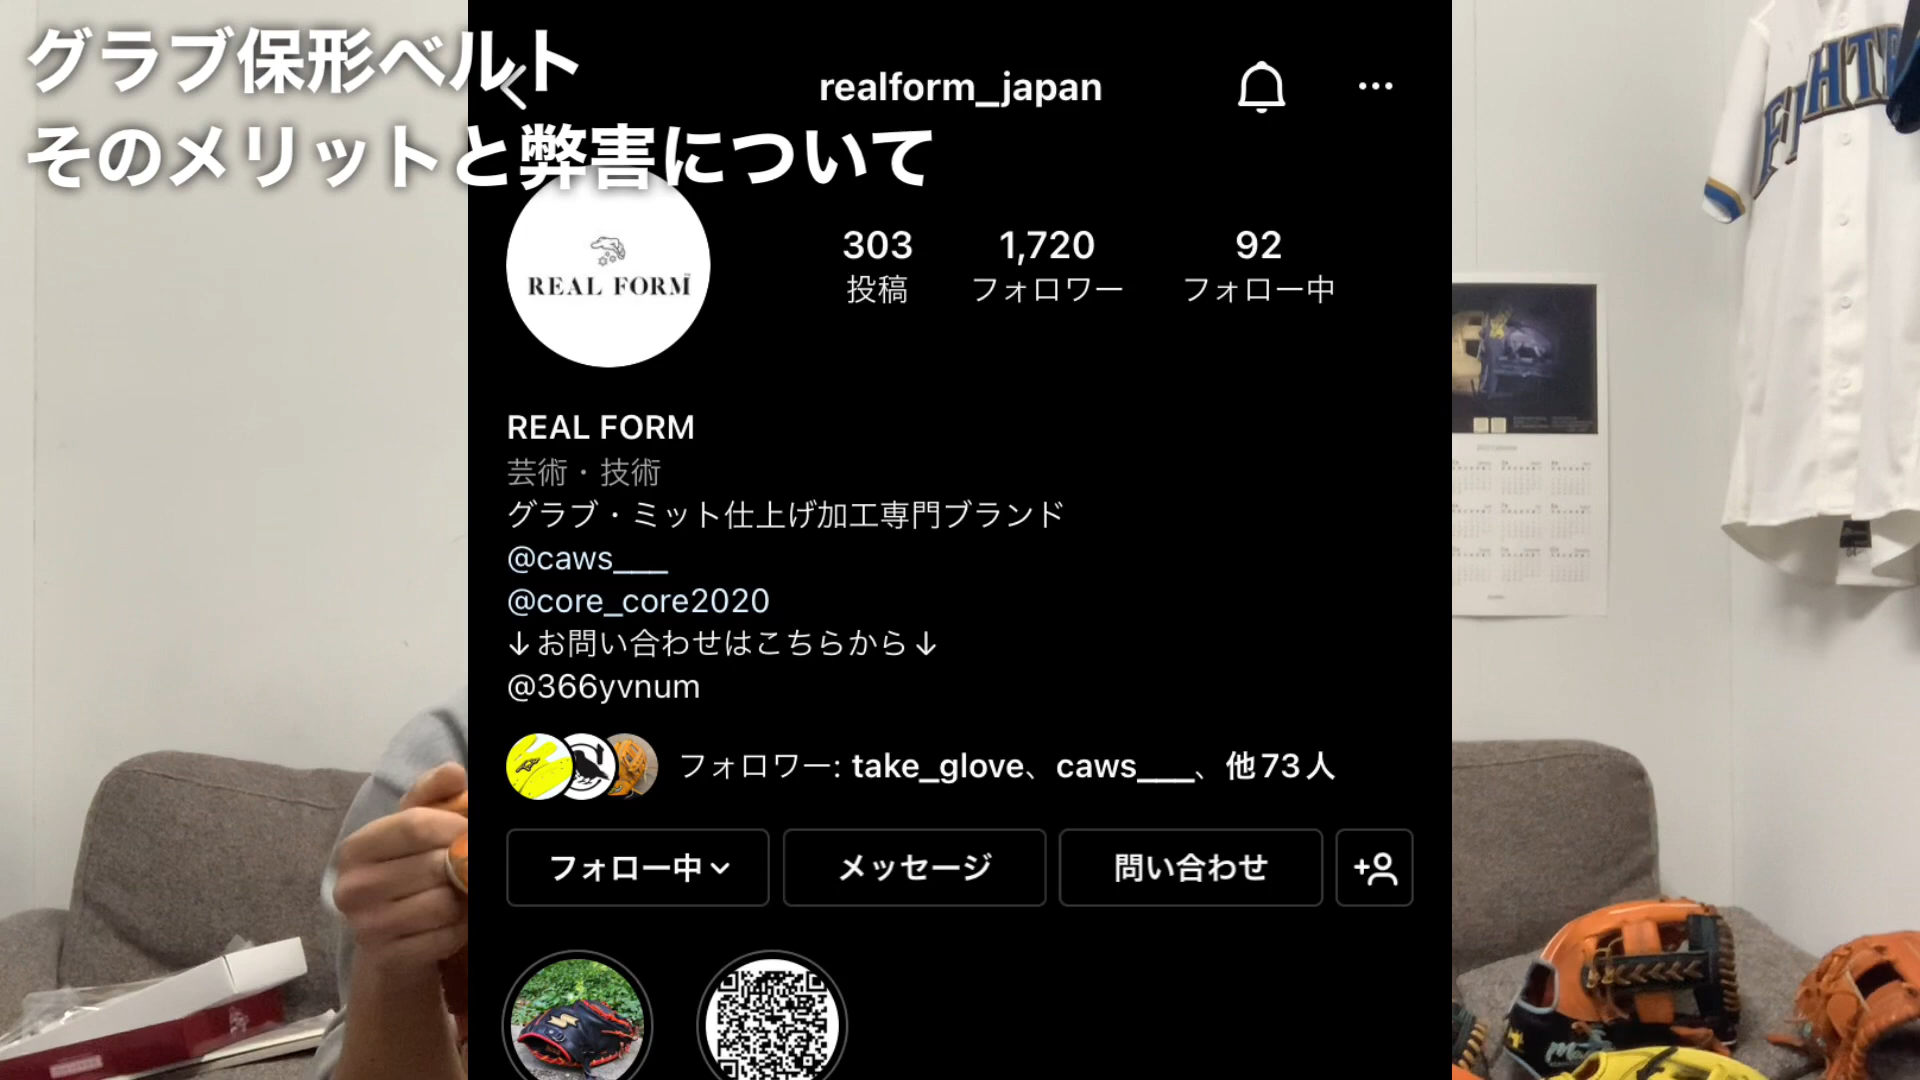 グラブ保形ベルト
そのメリットと弊害について
realform_japan
REAL FORM
303
投稿
1,720
フォロワー
92
フォロー中
REAL FORM
芸術・技術
グラブ・ミット仕上げ加工専門ブランド
@caws___
@core_core2020
↓お問い合わせはこちらから↓
@366yvnum
フォロワー: take_glove、caws___、他73人
フォロー中
メッセージ
問い合わせ